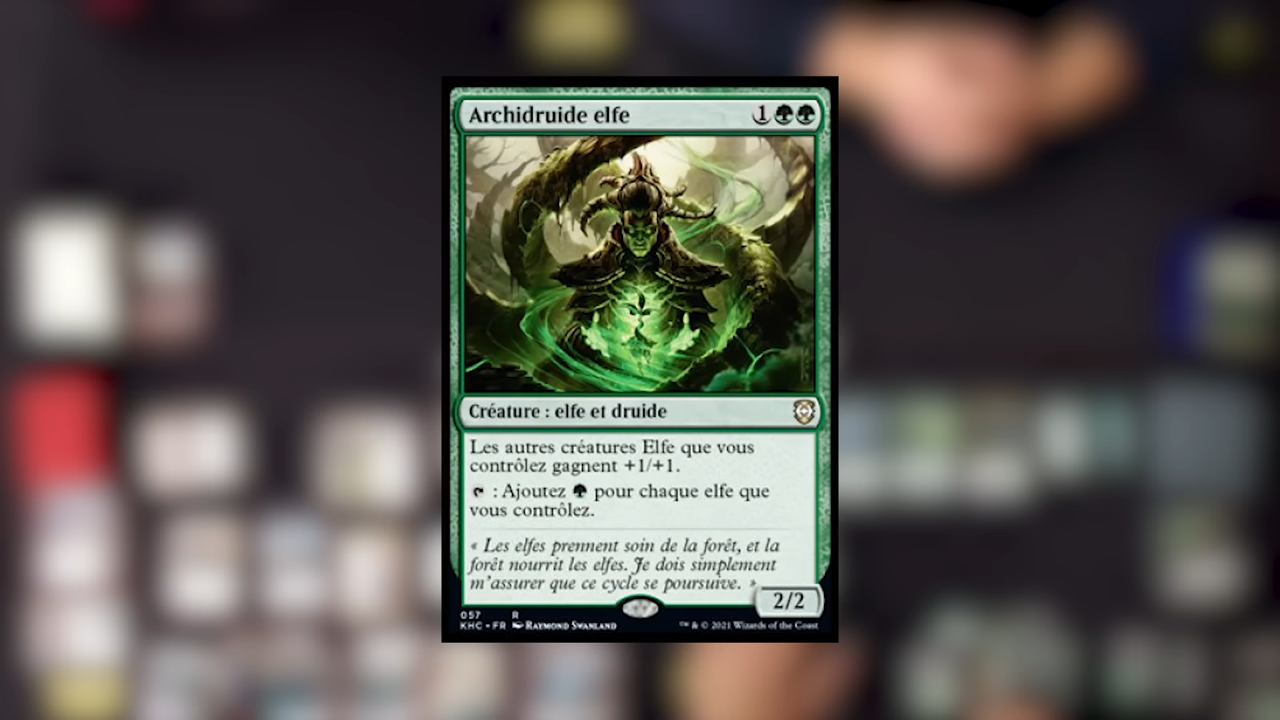 Archidruide elfe 1
Créature : elfe et druide
Les autres créatures Elfe que vous
contrôlez gagnent +1/+1.
: Ajoutez pour chaque elfe que
vous contrôlez.
« Les elfes prennent soin de la forêt, et la
forêt nourrit les elfes. Je dois simplement
m'assurer que ce cycle se poursuive. »
2/2
057 R
KHC • FR Raymond Swanland ™ & © 2021 Wizards of the Coast